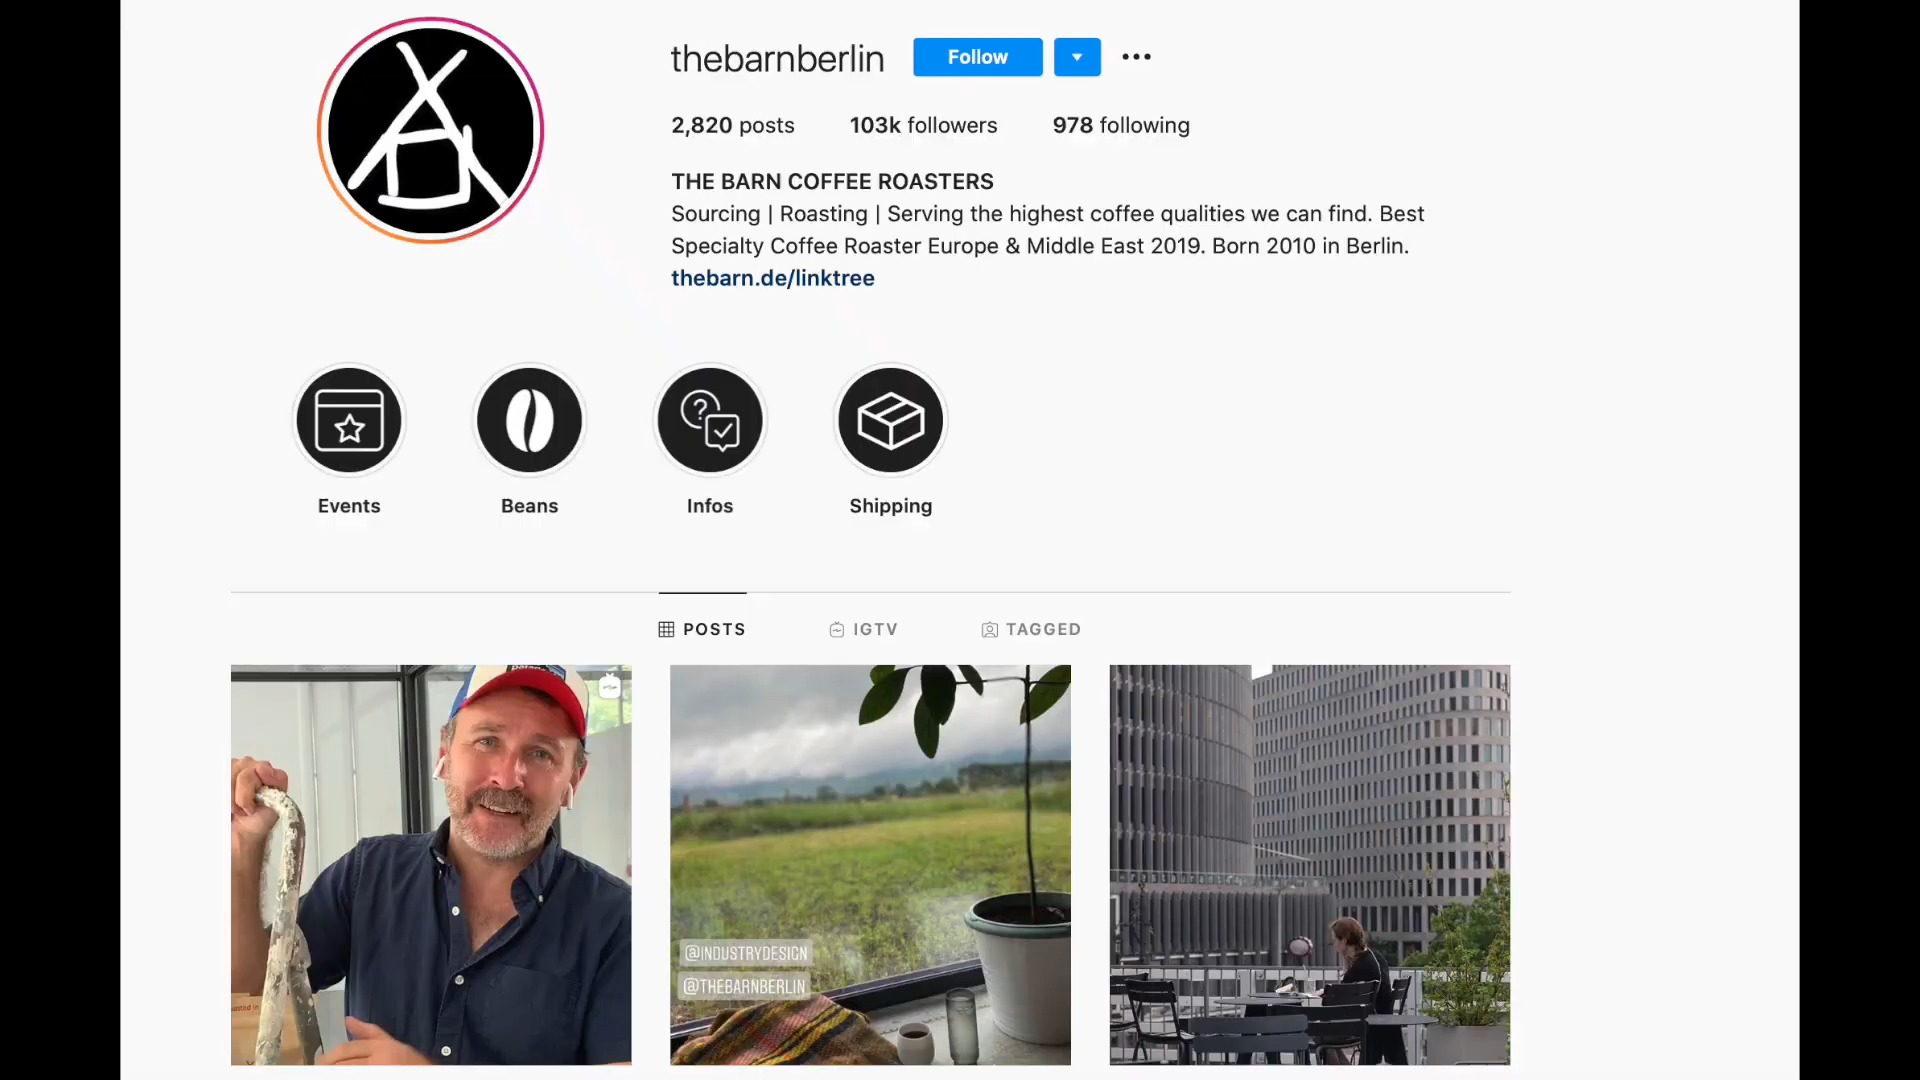 thebarnberlin
Follow
2,820 posts
103k followers
978 following
THE BARN COFFEE ROASTERS
Sourcing | Roasting | Serving the highest coffee qualities we can find. Best
Specialty Coffee Roaster Europe & Middle East 2019. Born 2010 in Berlin.
thebarn.de/linktree
Events
Beans
Infos
Shipping
POSTS
IGTV
TAGGED
@INDUSTRYDESIGN
@THEBARNBERLIN